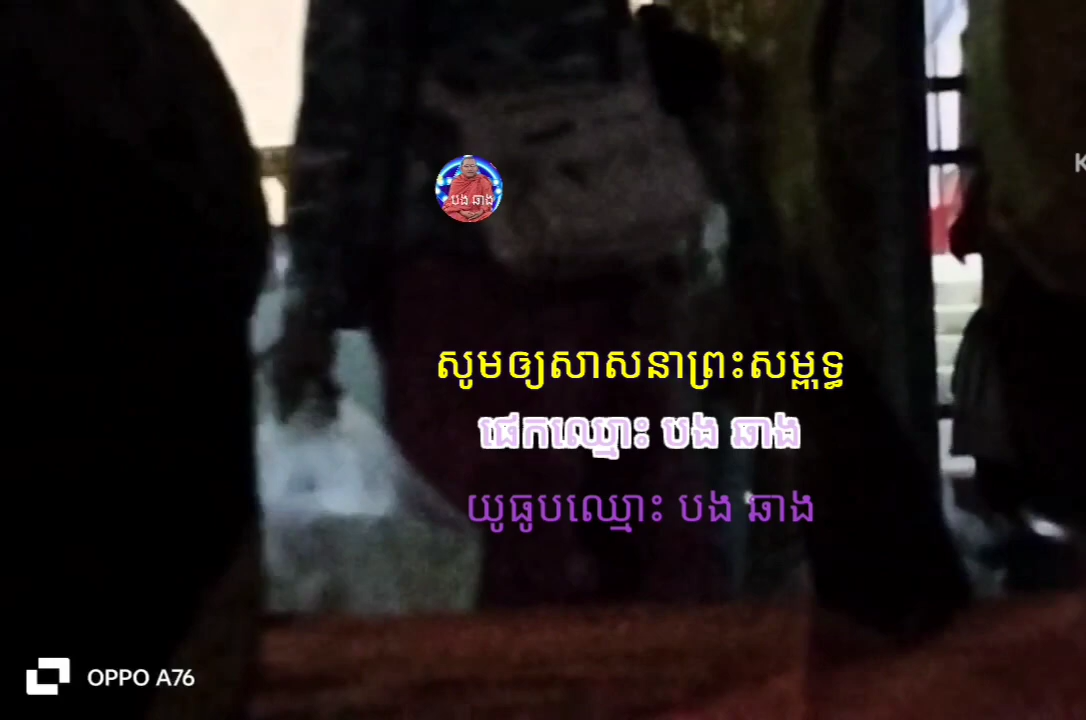 បង ឆាង
សូមឲ្យសាសនាព្រះសម្ពុទ្ធ
ផេកឈ្មោះ បង ឆាង
យូធូបឈ្មោះ បង ឆាង
OPPO A76